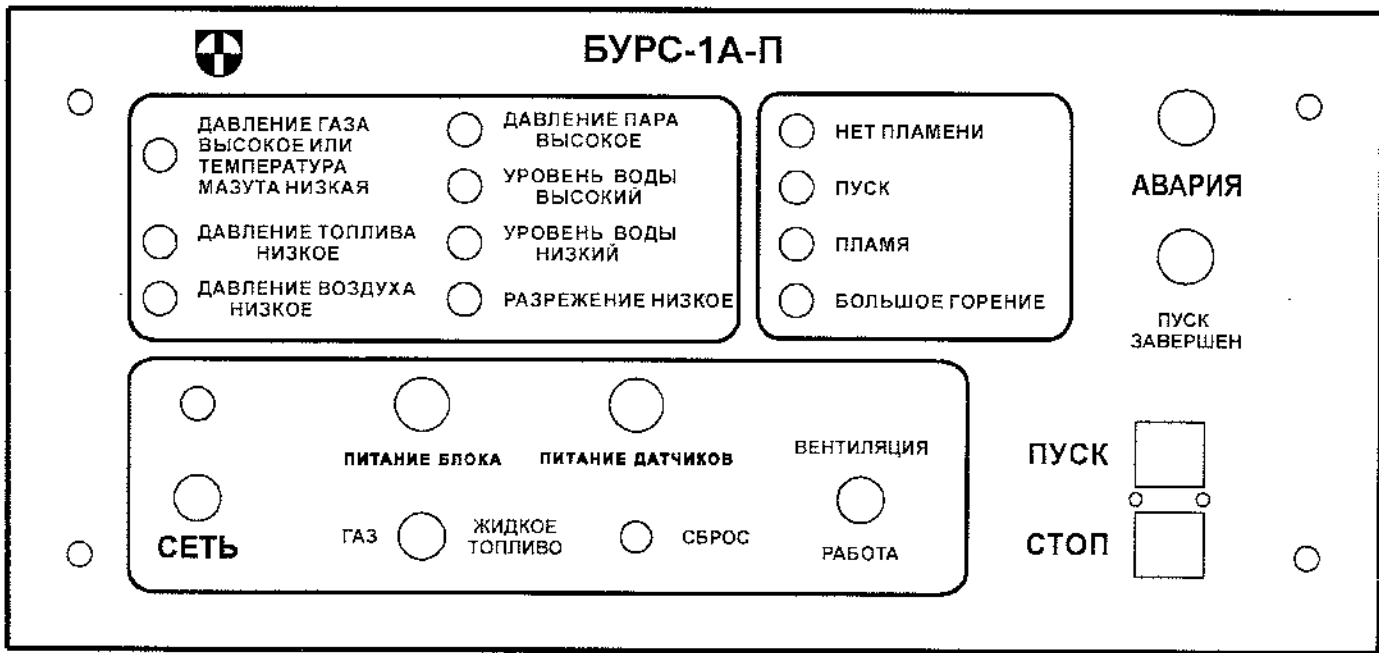 БУРС-1А-П
ДАВЛЕНИЕ ГАЗА
ВЫСОКОЕ ИЛИ
ТЕМПЕРАТУРА
МАЗУТА НИЗКАЯ
ДАВЛЕНИЕ ТОПЛИВА
НИЗКОЕ
ДАВЛЕНИЕ ВОЗДУХА
НИЗКОЕ
ДАВЛЕНИЕ ПАРА
ВЫСОКОЕ
УРОВЕНЬ ВОДЫ
ВЫСОКИЙ
УРОВЕНЬ ВОДЫ
НИЗКИЙ
РАЗРЕЖЕНИЕ НИЗКОЕ
НЕТ ПЛАМЕНИ
ПУСК
ПЛАМЯ
БОЛЬШОЕ ГОРЕНИЕ
АВАРИЯ
ПУСК
ЗАВЕРШЕН
СЕТЬ
ПИТАНИЕ БЛОКА
ПИТАНИЕ ДАТЧИКОВ
ГАЗ
ЖИДКОЕ
ТОПЛИВО
СБРОС
ВЕНТИЛЯЦИЯ
РАБОТА
ПУСК
СТОП